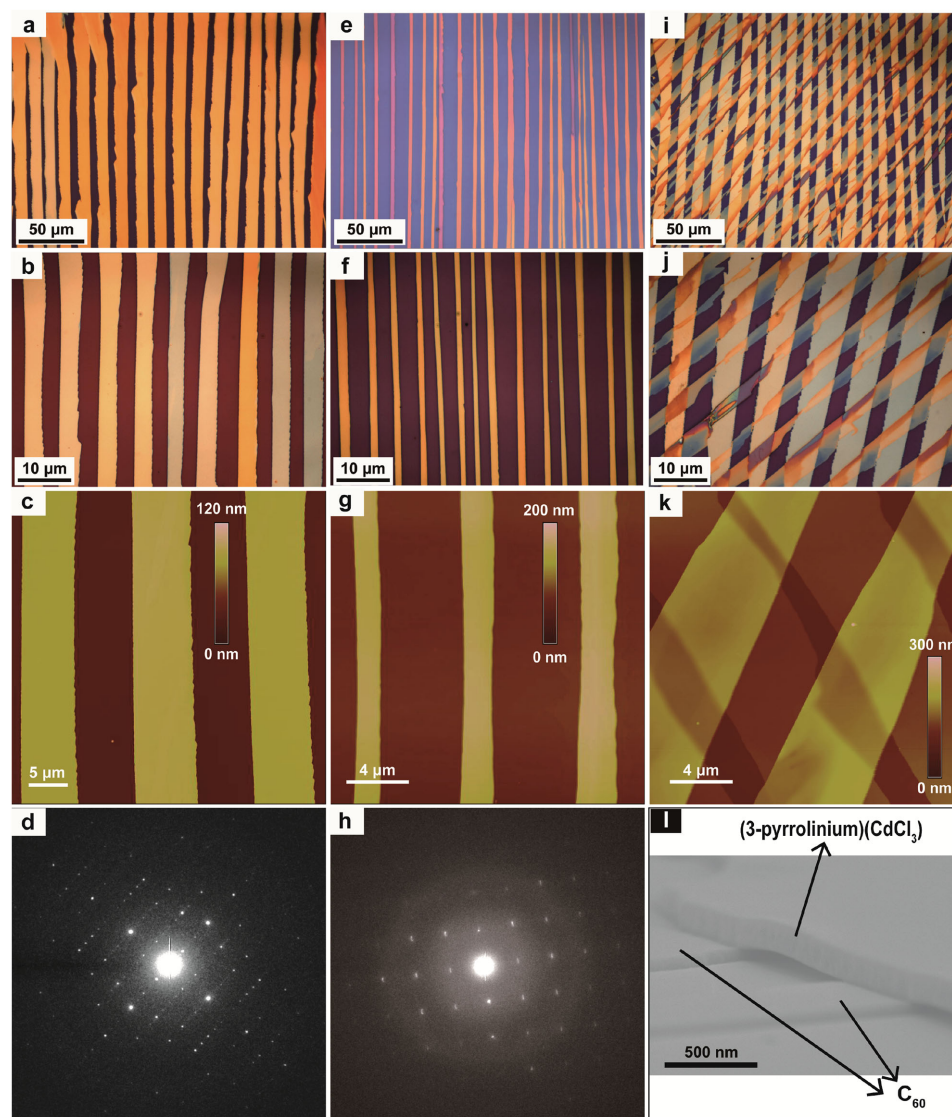 a
e
i
50 µm
50 µm
50 µm
b
f
j
10 µm
10 µm
10 µm
c
120 nm
0 nm
5 µm
g
200 nm
0 nm
4 µm
k
300 nm
0 nm
4 µm
d
h
l
(3-pyrrolinium)(CdCl₃)
500 nm
C₆₀